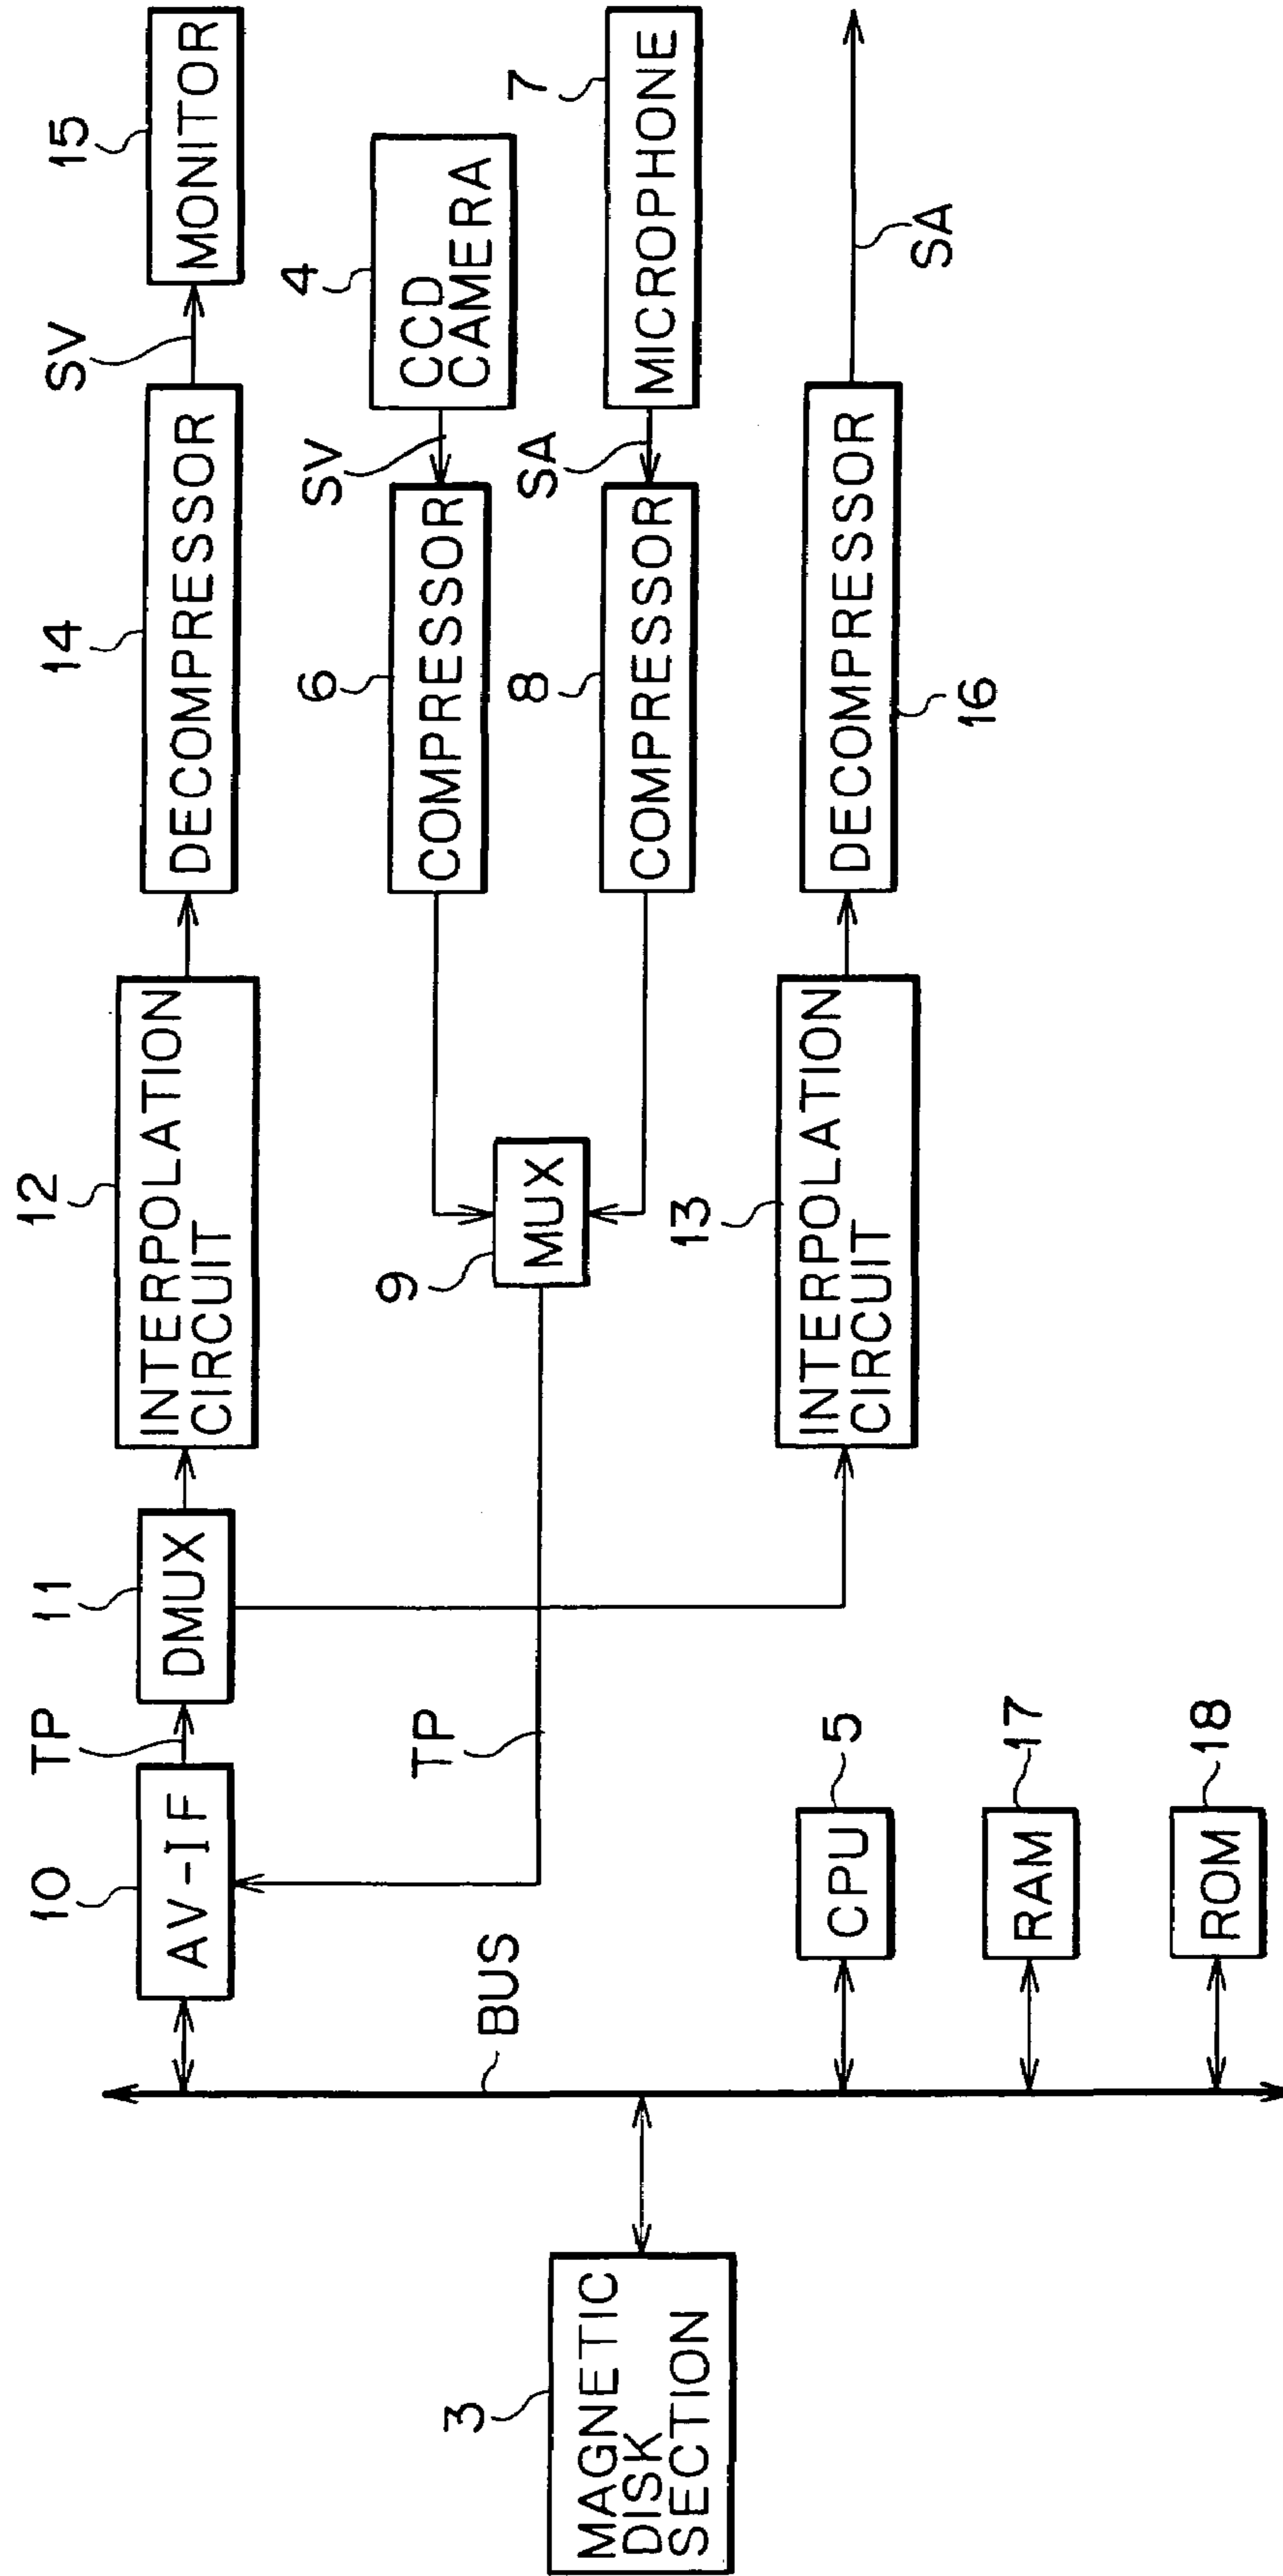 10
AV-IF
TP
11
DMUX
12
INTERPOLATION
CIRCUIT
14
DECOMPRESSOR
SV
15
MONITOR
4
CCD
CAMERA
SV
6
COMPRESSOR
7
MICROPHONE
SA
8
COMPRESSOR
9
MUX
TP
13
INTERPOLATION
CIRCUIT
DECOMPRESSOR
16
SA
BUS
3
MAGNETIC
DISK
SECTION
CPU
5
RAM
17
ROM
18